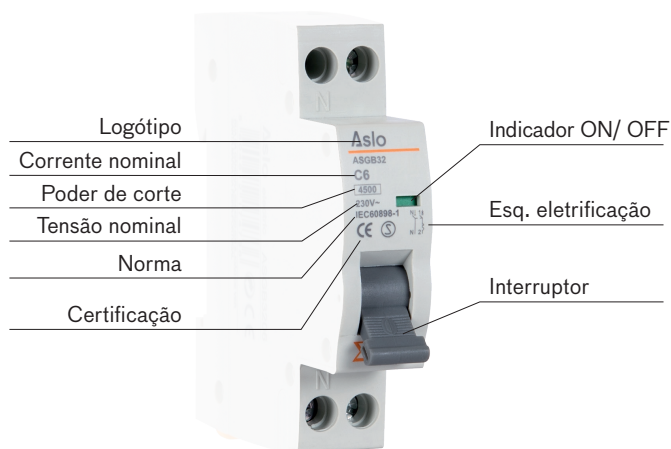 Logótipo
Corrente nominal
Poder de corte
Tensão nominal
Norma
Certificação
N
Aslo
ASGB32
C6
4500
230V~
IEC60898-1
CE
N
Indicador ON/ OFF
Esq. eletrificação
Interruptor